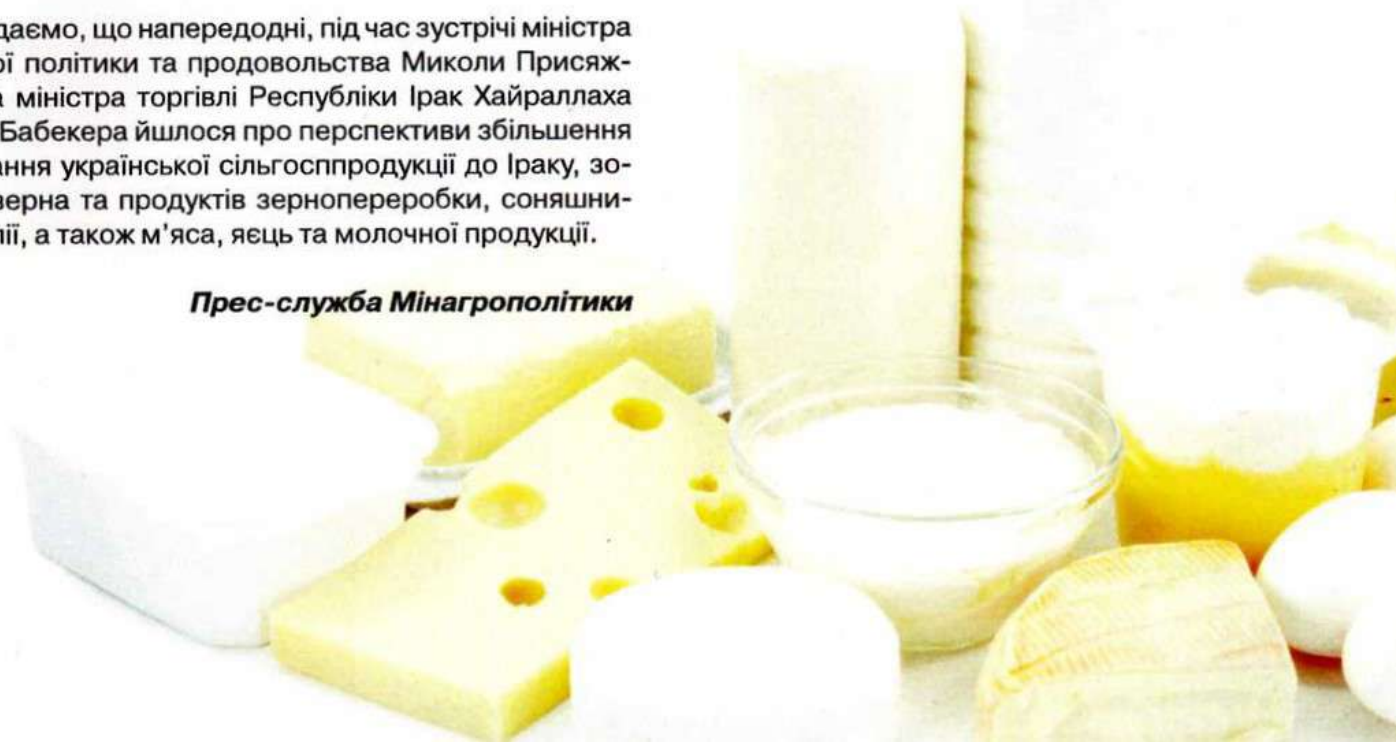 даємо, що напередодні, під час зустрічі міністра
ої політики та продовольства Миколи Присяж-
а міністра торгівлі Республіки Ірак Хайраллаха
Бабекера йшлося про перспективи збільшення
ання української сільгосппродукції до Іраку, зо-
зерна та продуктів зернопереробки, соняшни-
лії, а також м’яса, яєць та молочної продукції.
Прес-служба Мінагрополітики